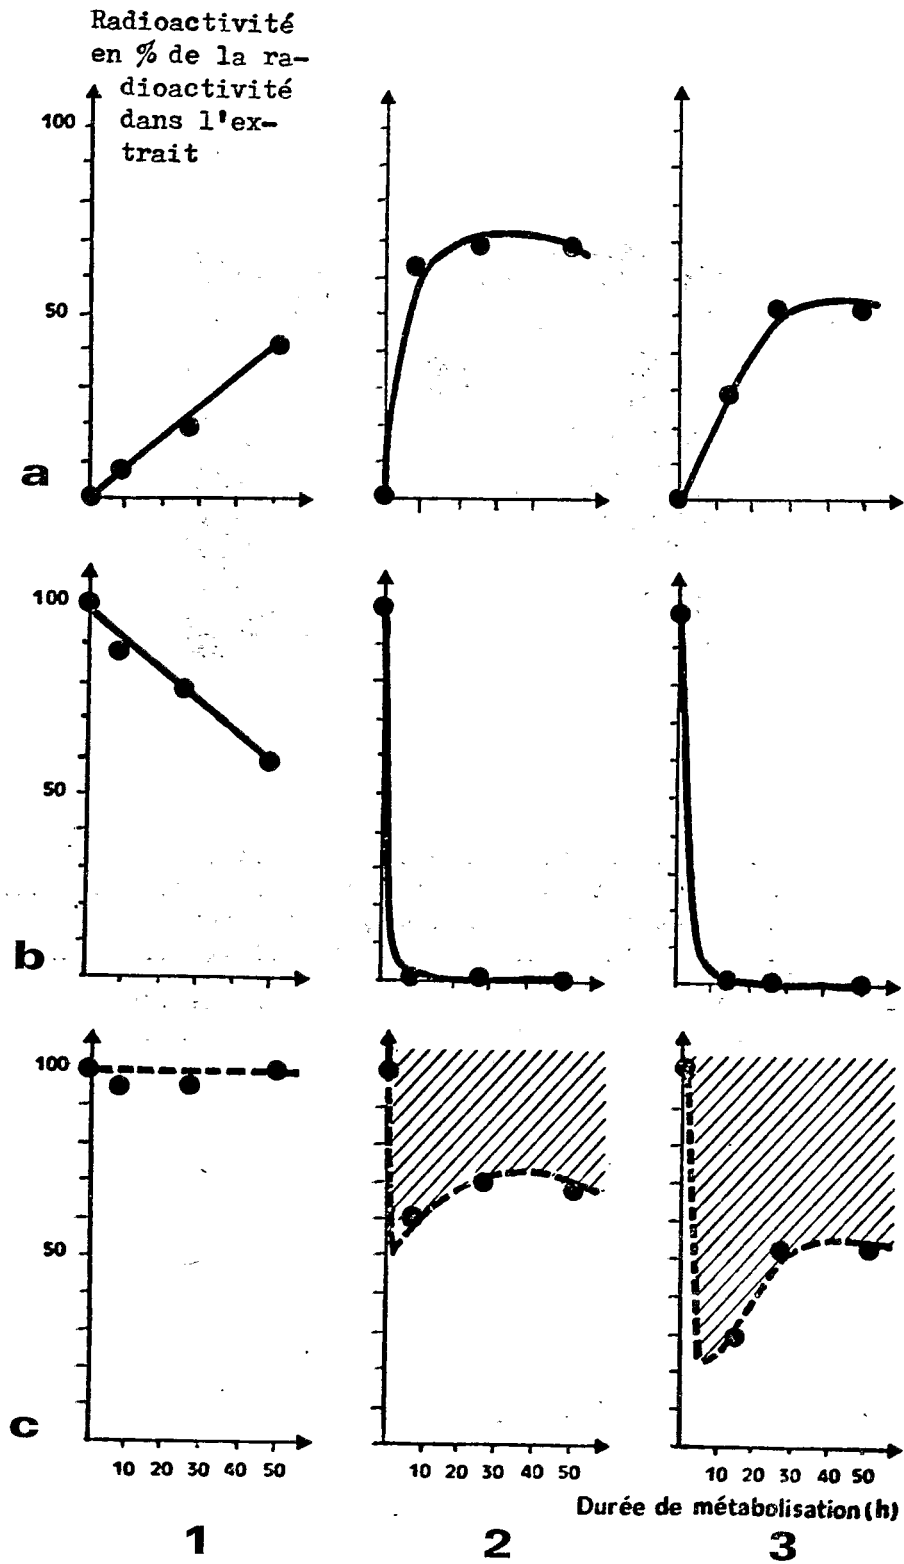 Radioactivité
en % de la ra-
dioactivité
dans l'ex-
trait
100
50
a
100
50
b
100
50
c
10 20 30 40 50 10 20 30 40 50 10 20 30 40 50
Durée de métabolisation (h)
1 2 3